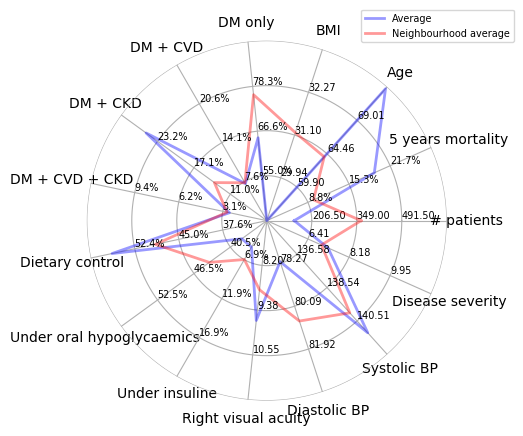 Average
Neighbourhood average
DM only
BMI
DM + CVD
Age
DM + CKD
5 years mortality
DM + CVD + CKD
# patients
Dietary control
Disease severity
Under oral hypoglycaemics
Systolic BP
Under insuline
Diastolic BP
Right visual acuity
206.50
349.00
491.50
8.8%
15.3%
21.7%
59.90
64.46
69.01
29.94
31.10
32.27
55.0%
66.6%
78.3%
7.6%
14.1%
20.6%
11.0%
17.1%
23.2%
3.1%
6.2%
9.4%
37.6%
45.0%
52.4%
40.5%
46.5%
52.5%
6.9%
11.9%
16.9%
8.20
9.38
10.55
78.27
80.09
81.92
136.58
138.54
140.51
6.41
8.18
9.95